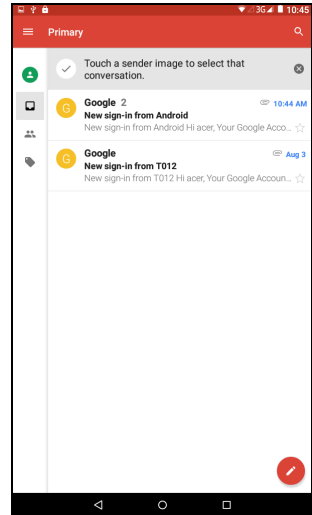 3G 10:45
Primary
Touch a sender image to select that
conversation.
G Google 2 10:44 AM
New sign-in from Android
New sign-in from Android Hi acer, Your Google Acco...
G Google Aug 3
New sign-in from T012
New sign-in from T012 Hi acer, Your Google Accoun...